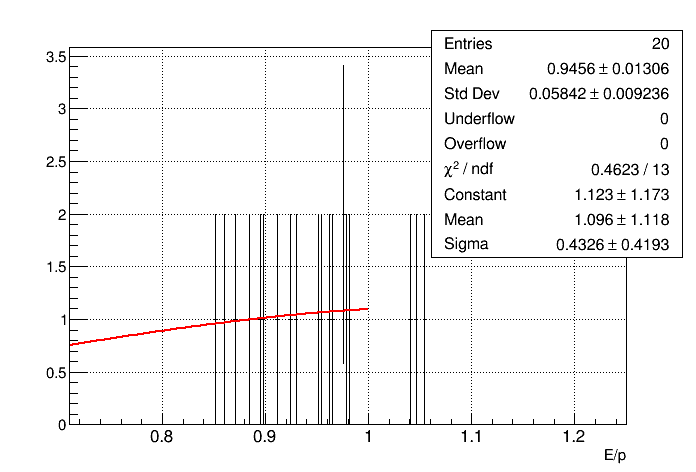 Entries 20
Mean 0.9456 ± 0.01306
Std Dev 0.05842 ± 0.009236
Underflow 0
Overflow 0
χ² / ndf 0.4623 / 13
Constant 1.123 ± 1.173
Mean 1.096 ± 1.118
Sigma 0.4326 ± 0.4193
3.5
3
2.5
2
1.5
1
0.5
0
0.8 0.9 1 1.1 1.2
E/p